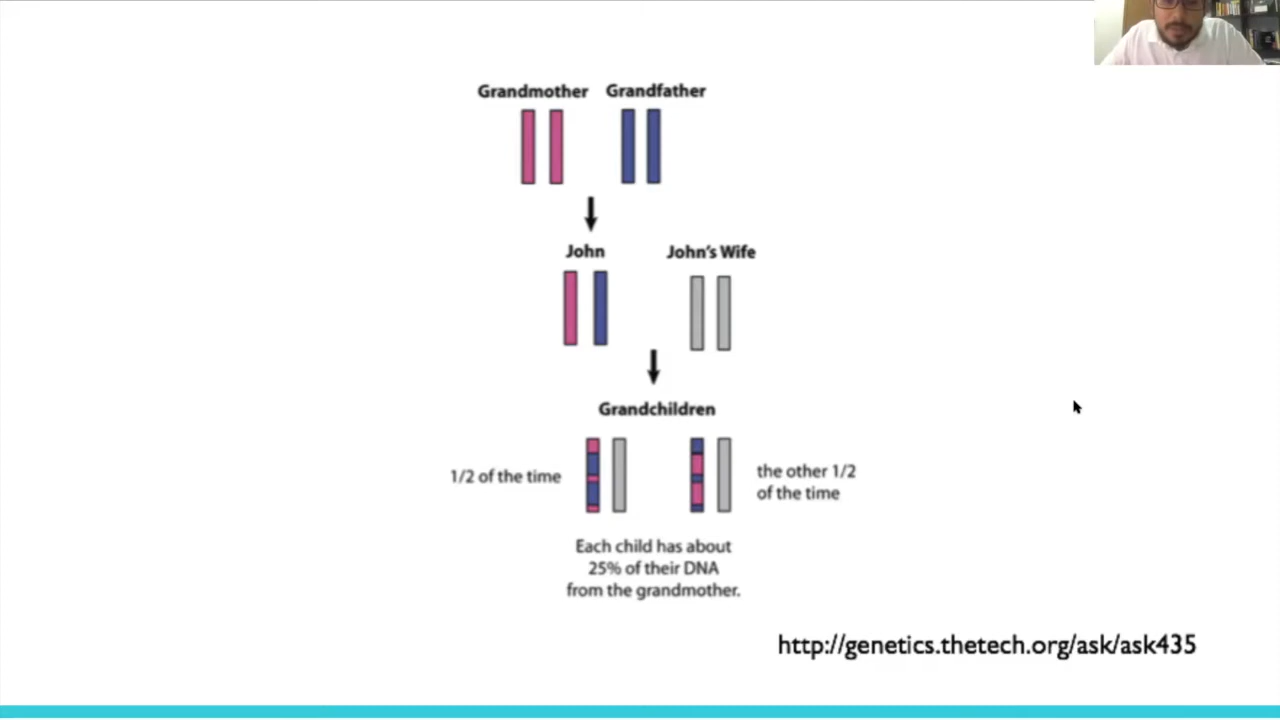 Grandmother Grandfather
John John's Wife
Grandchildren
1/2 of the time
the other 1/2
of the time
Each child has about
25% of their DNA
from the grandmother.
http://genetics.thetech.org/ask/ask435